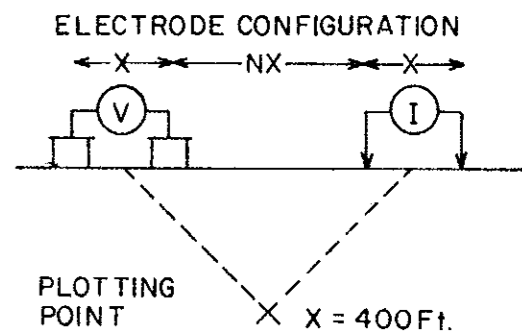 ELECTRODE CONFIGURATION
X NX X
V I
PLOTTING
POINT X = 400 Ft.